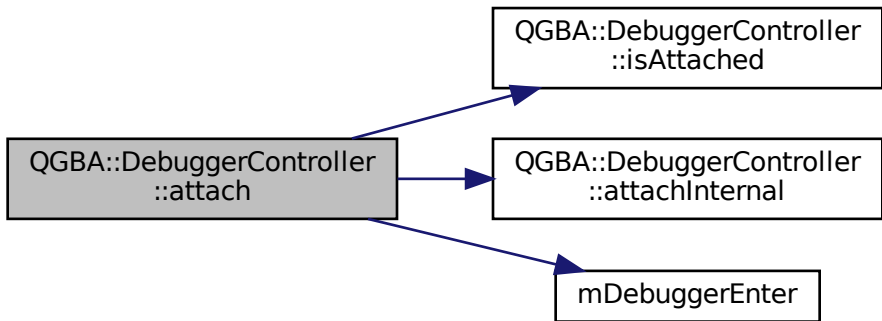 QGBA::DebuggerController
::isAttached
QGBA::DebuggerController
::attach
QGBA::DebuggerController
::attachInternal
mDebuggerEnter